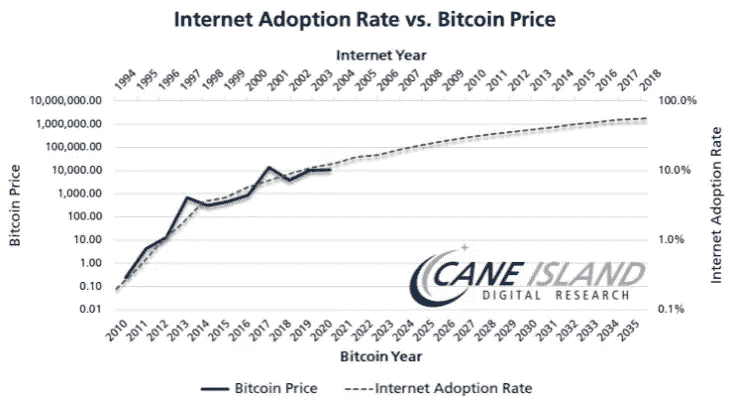 Internet Adoption Rate vs. Bitcoin Price
Internet Year
1994 1995 1996 1997 1998 1999 2000 2001 2002 2003 2004 2005 2006 2007 2008 2009 2010 2011 2012 2013 2014 2015 2016 2017 2018
10,000,000.00
1,000,000.00
100,000.00
10,000.00
1,000.00
100.00
10.00
1.00
0.10
0.01
Bitcoin Price
100.0%
10.0%
1.0%
0.1%
Internet Adoption Rate
CANE ISLAND
DIGITAL RESEARCH
2010 2011 2012 2013 2014 2015 2016 2017 2018 2019 2020 2021 2022 2023 2024 2025 2026 2027 2028 2029 2030 2031 2032 2033 2034 2035
Bitcoin Year
Bitcoin Price
Internet Adoption Rate